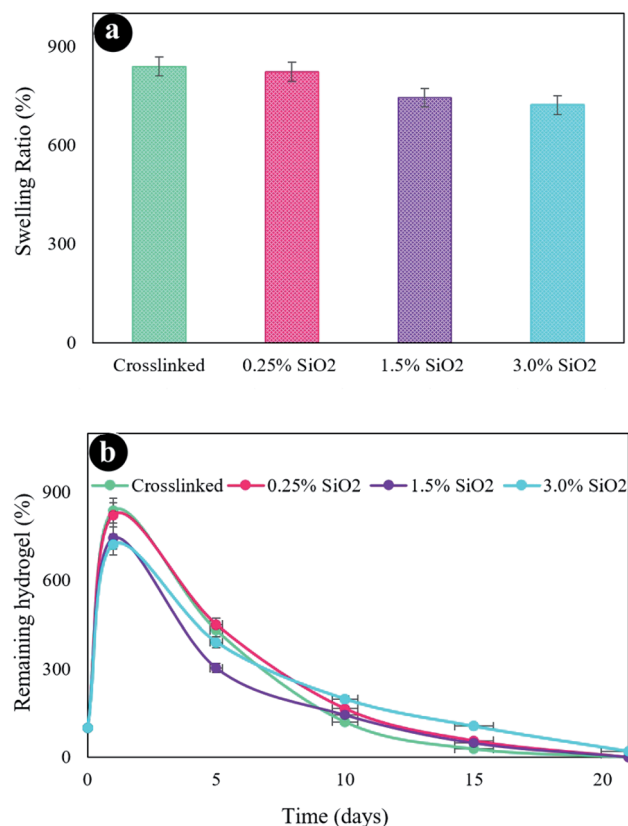 a
900
600
300
0
Swelling Ratio (%)
Crosslinked 0.25% SiO2 1.5% SiO2 3.0% SiO2
b
Crosslinked 0.25% SiO2 1.5% SiO2 3.0% SiO2
900
600
300
0
Remaining hydrogel (%)
0 5 10 15 20
Time (days)